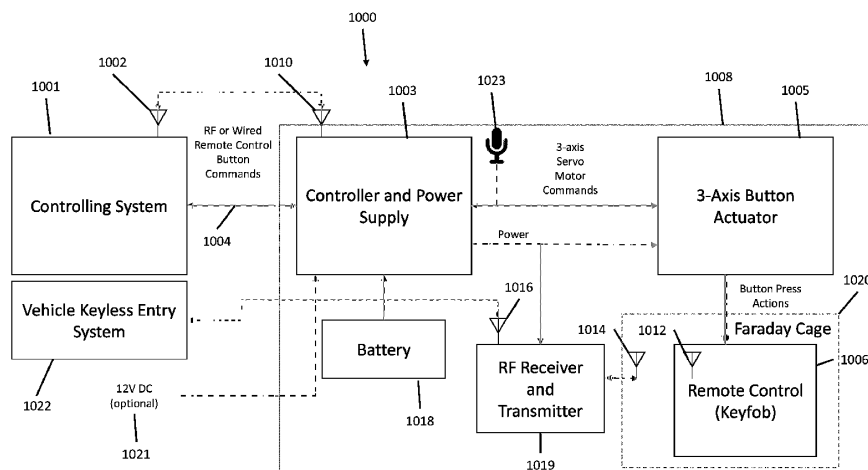 1000
1002
1010
1023
1008
1005
1001
1003
RF or Wired
Remote Control
Button
Commands
3-axis
Servo
Motor
Commands
Controlling System
Controller and Power
Supply
3-Axis Button
Actuator
1004
Power
Vehicle Keyless Entry
System
1016
Button Press
Actions
1020
1014
1012
Faraday Cage
Battery
RF Receiver
and
Transmitter
1006
Remote Control
(Keyfob)
1022
12V DC
(optional)
1018
1021
1019